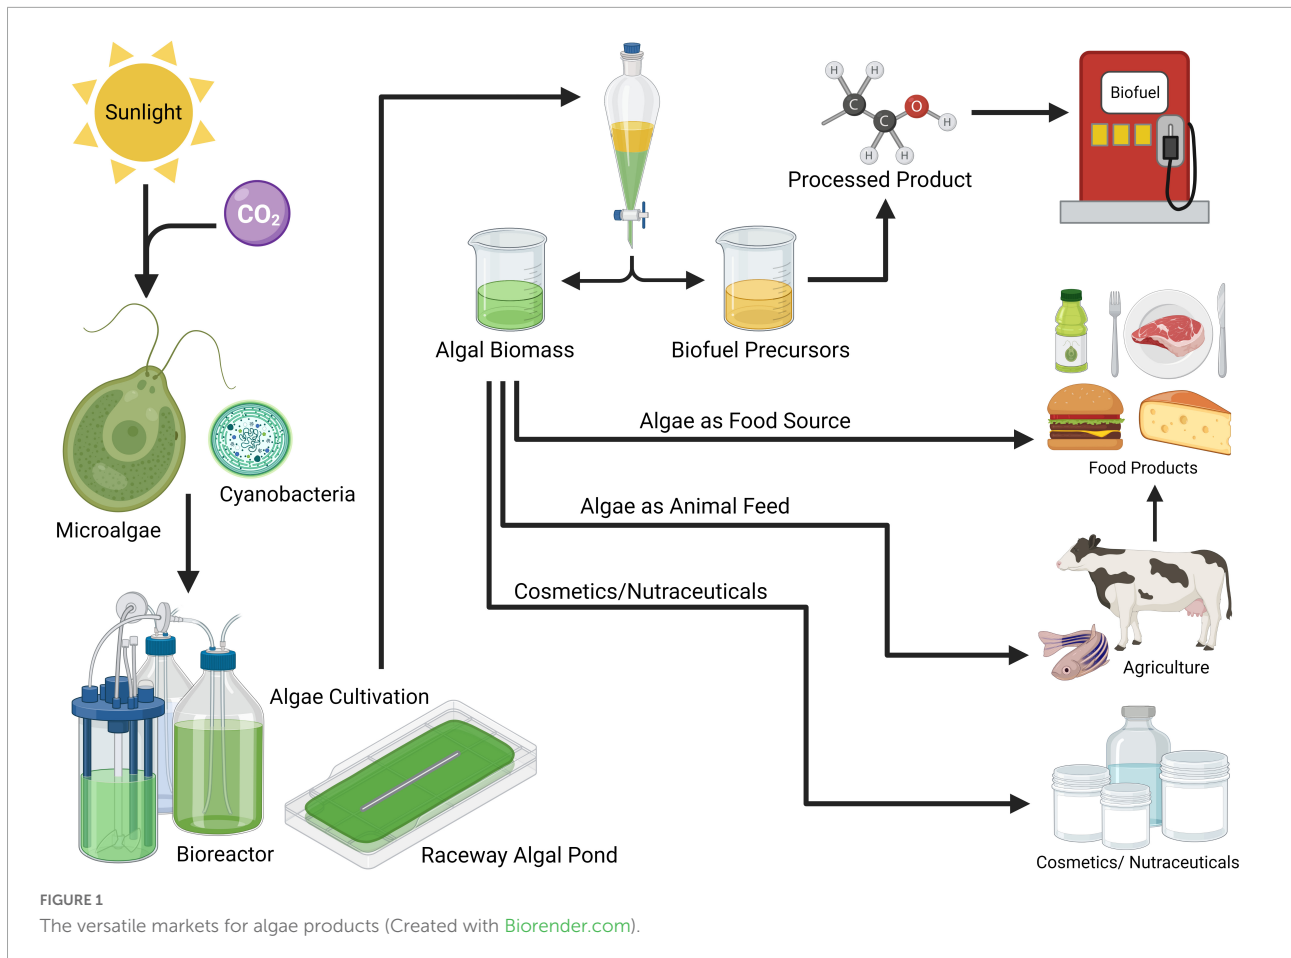 Sunlight
CO2
Microalgae
Cyanobacteria
Algae Cultivation
Bioreactor
Raceway Algal Pond
Algal Biomass
Biofuel Precursors
H
H
C
C
O
H
H
H
Processed Product
Biofuel
Algae as Food Source
Algae as Animal Feed
Cosmetics/Nutraceuticals
Food Products
Agriculture
Cosmetics/ Nutraceuticals
FIGURE 1
The versatile markets for algae products (Created with Biorender.com).